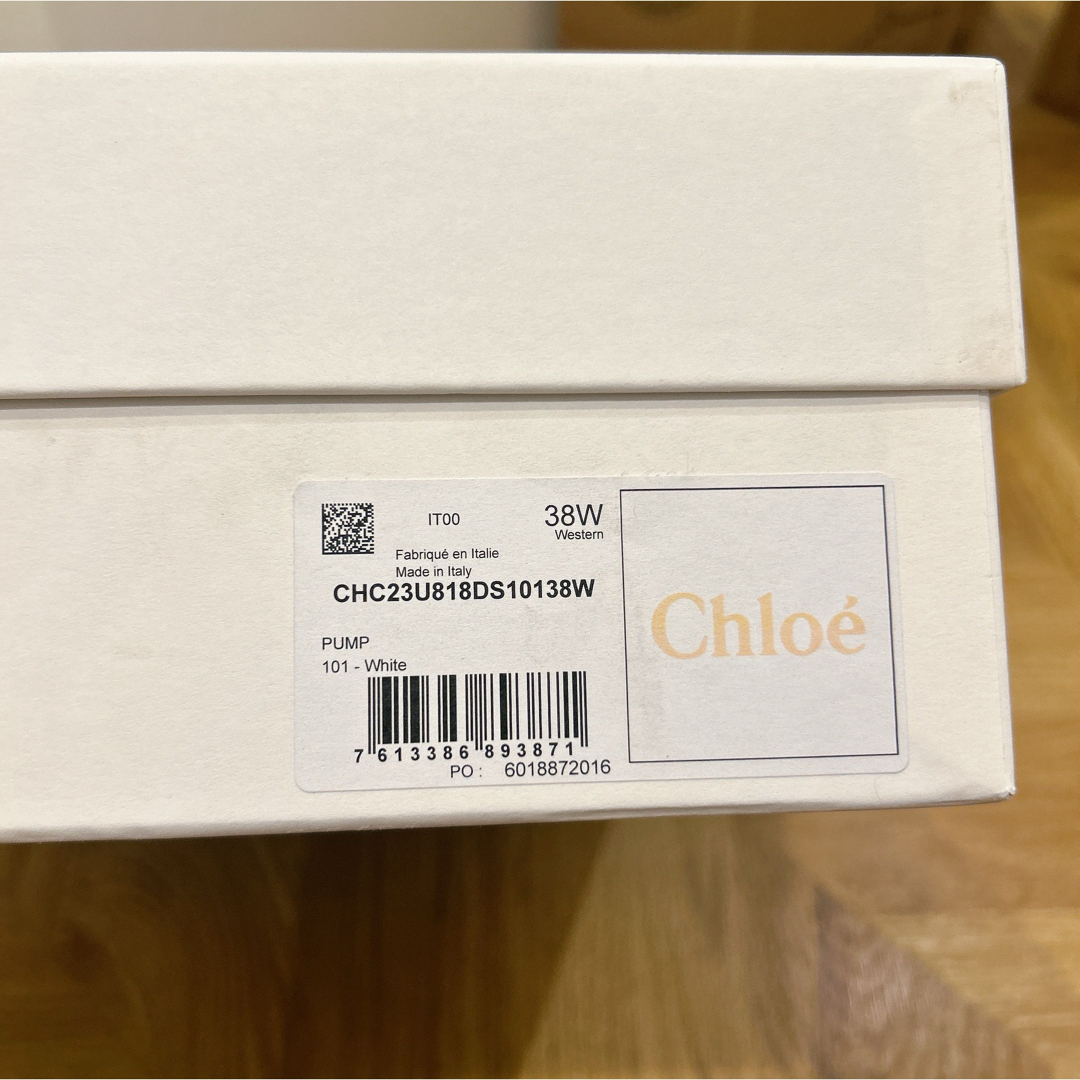 IT00
38W
Western
Fabriqué en Italie
Made in Italy
CHC23U818DS10138W
PUMP
101 - White
7 613386 893871
PO : 6018872016
Chloé